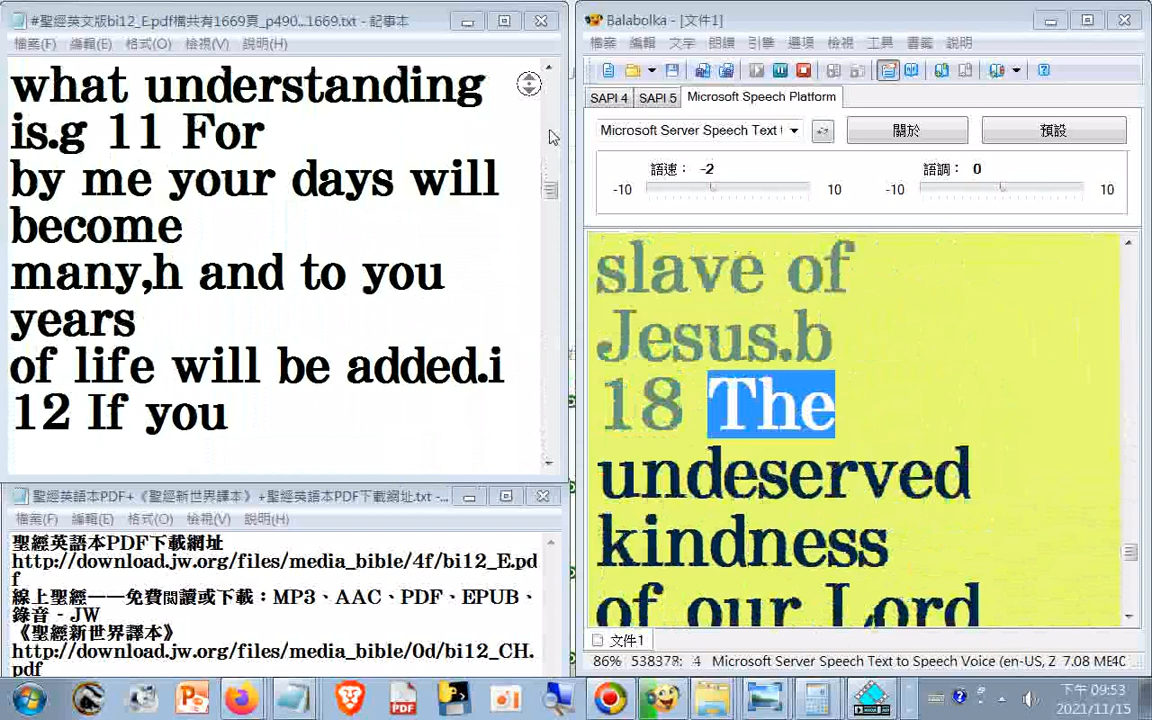 #聖經英文版bi12_E.pdf檔共有1669頁_p490...1669.txt - 記事本
檔案(F) 編輯(E) 格式(O) 檢視(V) 說明(H)
what understanding
is.g 11 For
by me your days will
become
many,h and to you
years
of life will be added.i
12 If you
聖經英語本PDF+《聖經新世界譯本》+聖經英語本PDF下載網址.txt -...
檔案(F) 編輯(E) 格式(O) 檢視(V) 說明(H)
聖經英語本PDF下載網址
http://download.jw.org/files/media_bible/4f/bi12_E.pd
f
線上聖經——免費閱讀或下載：MP3、AAC、PDF、EPUB、
錄音 - JW
《聖經新世界譯本》
http://download.jw.org/files/media_bible/0d/bi12_CH.
pdf
Balabolka - [文件1]
檔案 編輯 文字 朗讀 引擎 選項 檢視 工具 書籤 說明
SAPI 4 SAPI 5 Microsoft Speech Platform
Microsoft Server Speech Text 關於 預設
語速： -2 語調： 0
-10 10 -10 10
slave of
Jesus.b
18 The
undeserved
kindness
of our Lord
文件1
86% 538378: 4 Microsoft Server Speech Text to Speech Voice (en-US, Z 7.08 ME4C
PDF
下午 09:53
2021/11/15